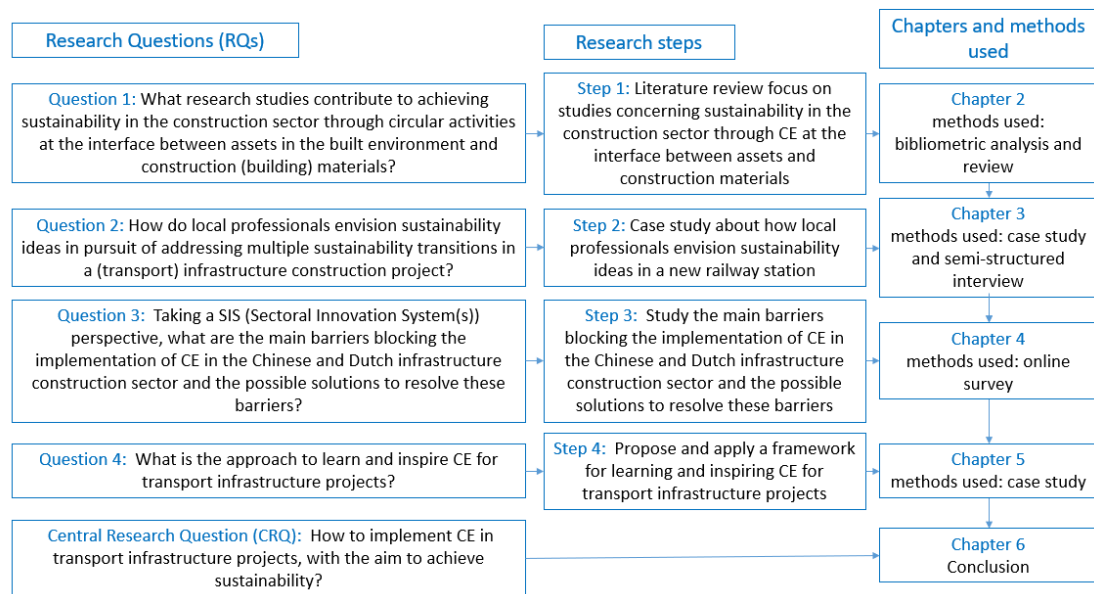 Research Questions (RQs)
Research steps
Chapters and methods
used
Question 1: What research studies contribute to achieving
sustainability in the construction sector through circular activities
at the interface between assets in the built environment and
construction (building) materials?
Step 1: Literature review focus on
studies concerning sustainability in the
construction sector through CE at the
interface between assets and
construction materials
Chapter 2
methods used:
bibliometric analysis and
review
Question 2: How do local professionals envision sustainability
ideas in pursuit of addressing multiple sustainability transitions in
a (transport) infrastructure construction project?
Step 2: Case study about how local
professionals envision sustainability
ideas in a new railway station
Chapter 3
methods used: case study
and semi-structured
interview
Question 3: Taking a SIS (Sectoral Innovation System(s))
perspective, what are the main barriers blocking the
implementation of CE in the Chinese and Dutch infrastructure
construction sector and the possible solutions to resolve these
barriers?
Step 3: Study the main barriers
blocking the implementation of CE in
the Chinese and Dutch infrastructure
construction sector and the possible
solutions to resolve these barriers
Chapter 4
methods used: online
survey
Question 4: What is the approach to learn and inspire CE for
transport infrastructure projects?
Step 4: Propose and apply a framework
for learning and inspiring CE for
transport infrastructure projects
Chapter 5
methods used: case study
Central Research Question (CRQ): How to implement CE in
transport infrastructure projects, with the aim to achieve
sustainability?
Chapter 6
Conclusion